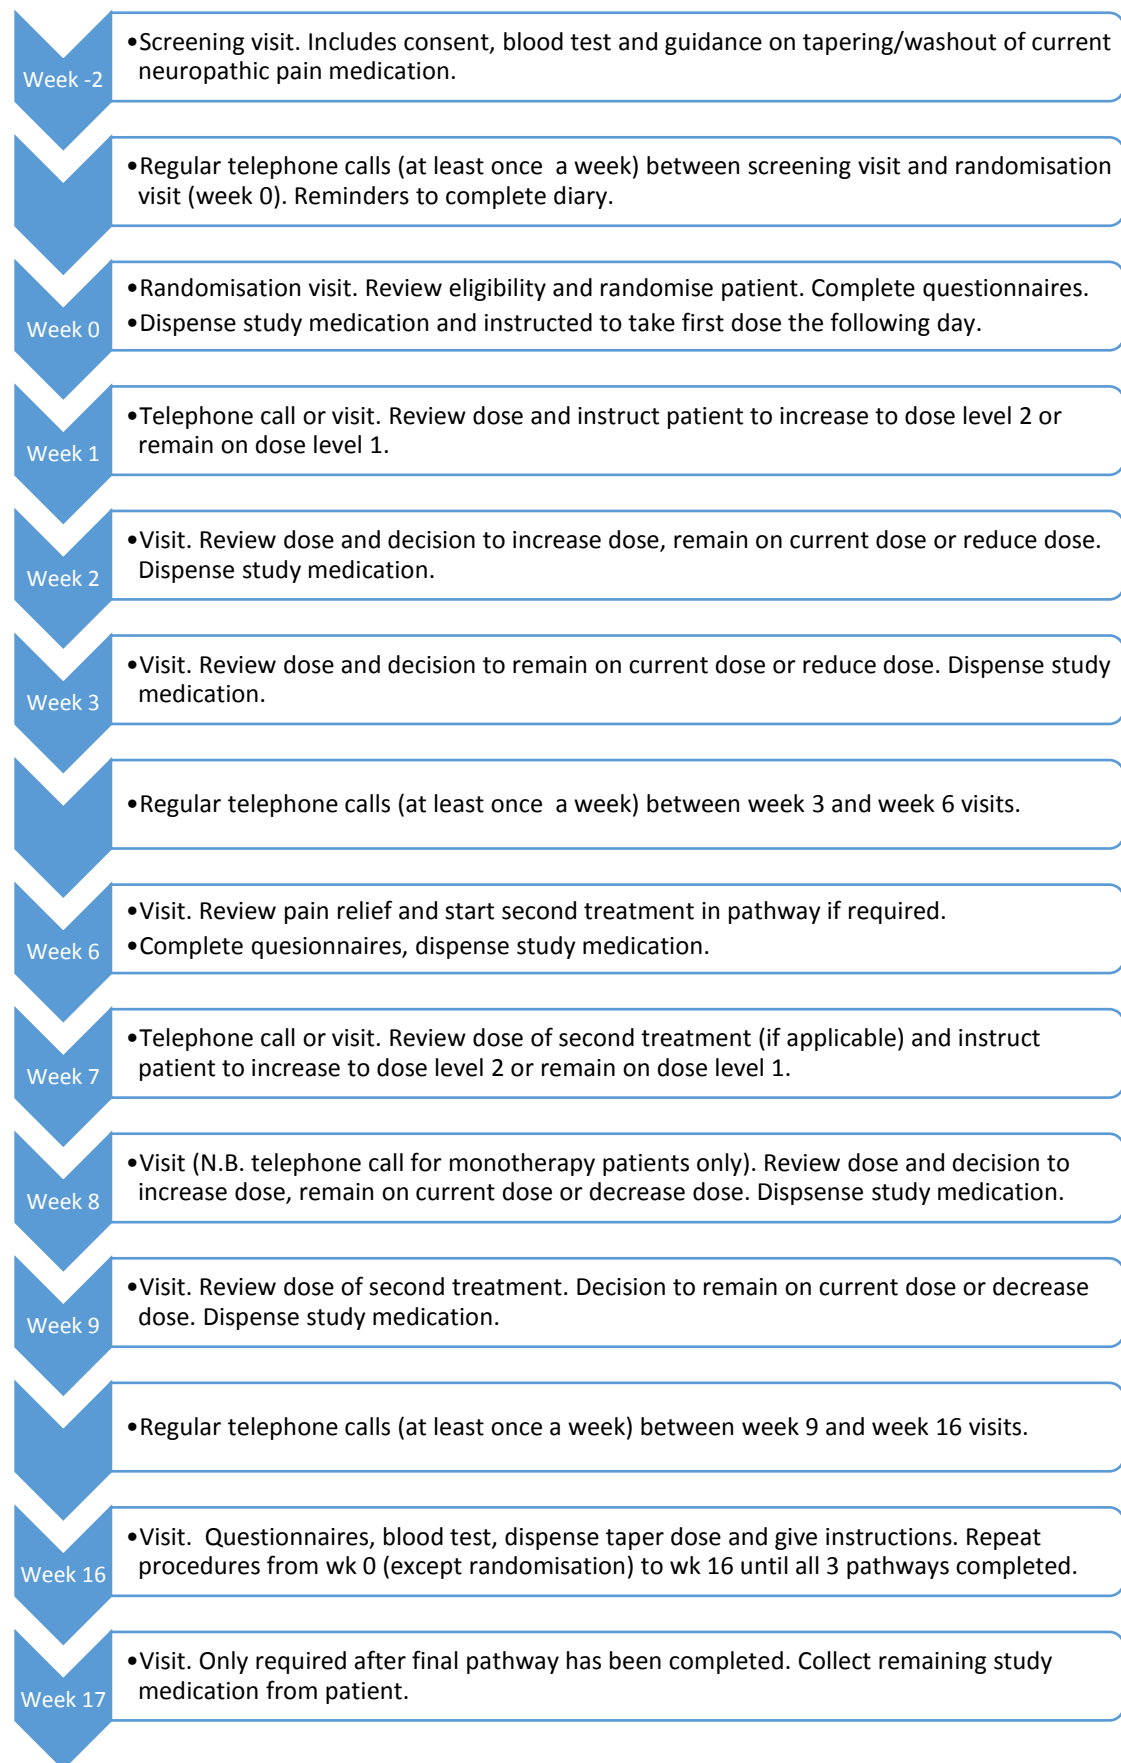 Week -2
•Screening visit. Includes consent, blood test and guidance on tapering/washout of current
neuropathic pain medication.
•Regular telephone calls (at least once  a week) between screening visit and randomisation
visit (week 0). Reminders to complete diary.
Week 0
•Randomisation visit. Review eligibility and randomise patient. Complete questionnaires.
•Dispense study medication and instructed to take first dose the following day.
Week 1
•Telephone call or visit. Review dose and instruct patient to increase to dose level 2 or
remain on dose level 1.
Week 2
•Visit. Review dose and decision to increase dose, remain on current dose or reduce dose.
Dispense study medication.
Week 3
•Visit. Review dose and decision to remain on current dose or reduce dose. Dispense study
medication.
•Regular telephone calls (at least once  a week) between week 3 and week 6 visits.
Week 6
•Visit. Review pain relief and start second treatment in pathway if required.
•Complete quesionnaires, dispense study medication.
Week 7
•Telephone call or visit. Review dose of second treatment (if applicable) and instruct
patient to increase to dose level 2 or remain on dose level 1.
Week 8
•Visit (N.B. telephone call for monotherapy patients only). Review dose and decision to
increase dose, remain on current dose or decrease dose. Dispsense study medication.
Week 9
•Visit. Review dose of second treatment. Decision to remain on current dose or decrease
dose. Dispense study medication.
•Regular telephone calls (at least once a week) between week 9 and week 16 visits.
Week 16
•Visit.  Questionnaires, blood test, dispense taper dose and give instructions. Repeat
procedures from wk 0 (except randomisation) to wk 16 until all 3 pathways completed.
Week 17
•Visit. Only required after final pathway has been completed. Collect remaining study
medication from patient.